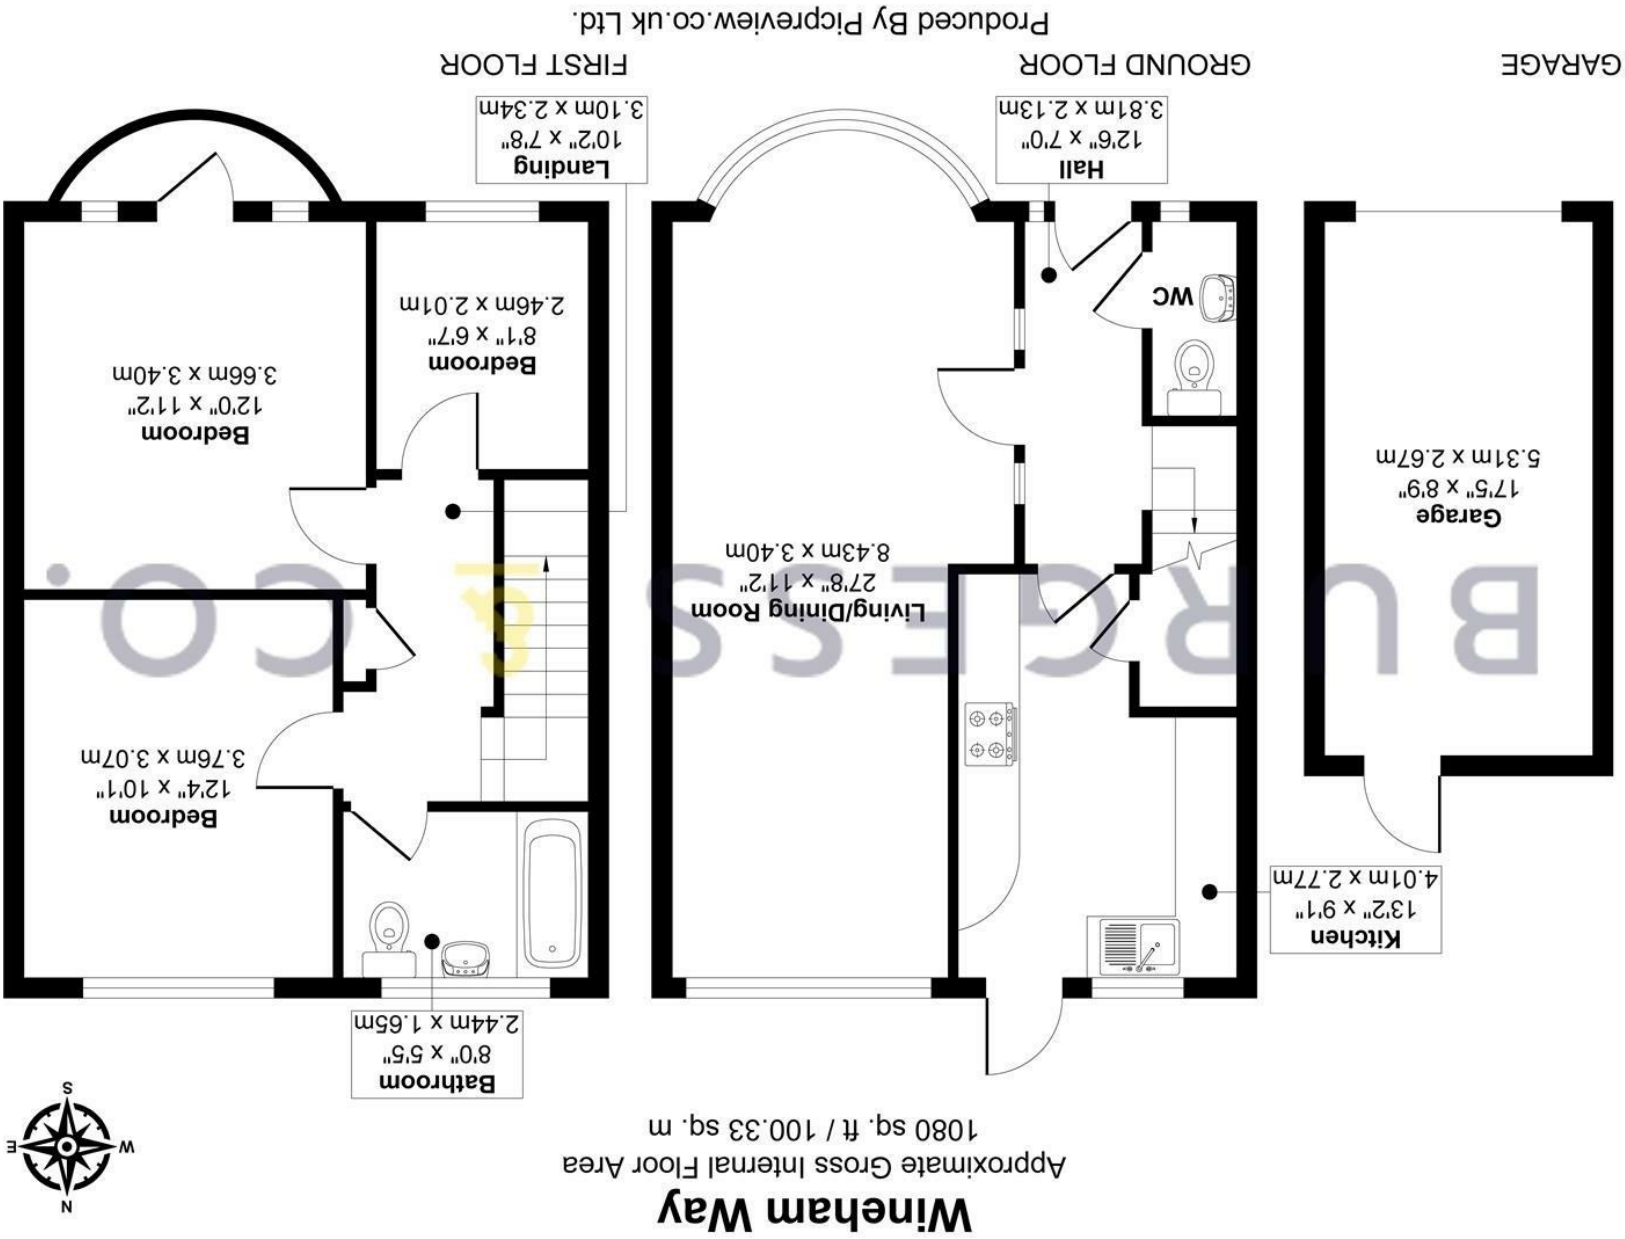 Wineham Way
Approximate Gross Internal Floor Area
1080 sq. ft / 100.33 sq. m
N
W
E
S
Bathroom
8'0" x 5'5"
2.44m x 1.65m
Kitchen
13'2" x 9'1"
4.01m x 2.77m
Bedroom
12'4" x 10'1"
3.76m x 3.07m
BURGESS & CO.
Living/Dining Room
27'8" x 11'2"
8.43m x 3.40m
Garage
17'5" x 8'9"
5.31m x 2.67m
Bedroom
12'0" x 11'2"
3.66m x 3.40m
Bedroom
8'1" x 6'7"
2.46m x 2.01m
WC
Hall
12'6" x 7'0"
3.81m x 2.13m
Landing
10'2" x 7'8"
3.10m x 2.34m
GARAGE
GROUND FLOOR
FIRST FLOOR
Produced By Picpreview.co.uk Ltd.